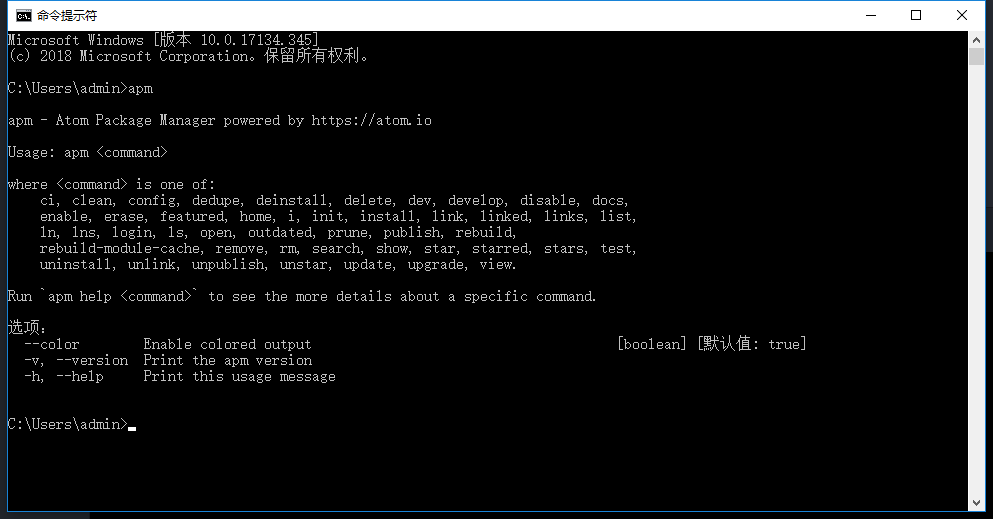 命令提示符
Microsoft Windows [版本 10.0.17134.345]
(c) 2018 Microsoft Corporation。保留所有权利。
C:\Users\admin>apm
apm - Atom Package Manager powered by https://atom.io
Usage: apm <command>
where <command> is one of:
ci, clean, config, dedupe, deinstall, delete, dev, develop, disable, docs,
enable, erase, featured, home, i, init, install, link, linked, links, list,
ln, lns, login, ls, open, outdated, prune, publish, rebuild,
rebuild-module-cache, remove, rm, search, show, star, starred, stars, test,
uninstall, unlink, unpublish, unstar, update, upgrade, view.
Run `apm help <command>` to see the more details about a specific command.
选项：
--color Enable colored output [boolean] [默认值: true]
-v, --version Print the apm version
-h, --help Print this usage message
C:\Users\admin>